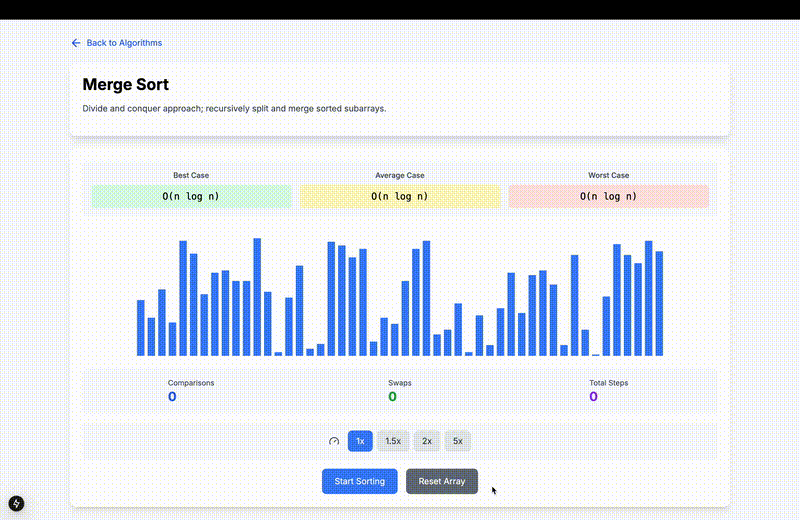 Back to Algorithms
Merge Sort
Divide and conquer approach; recursively split and merge sorted subarrays.
Best Case
Average Case
Worst Case
O(n log n)
O(n log n)
O(n log n)
Comparisons
Swaps
Total Steps
0
0
0
1x
1.5x
2x
5x
Start Sorting
Reset Array